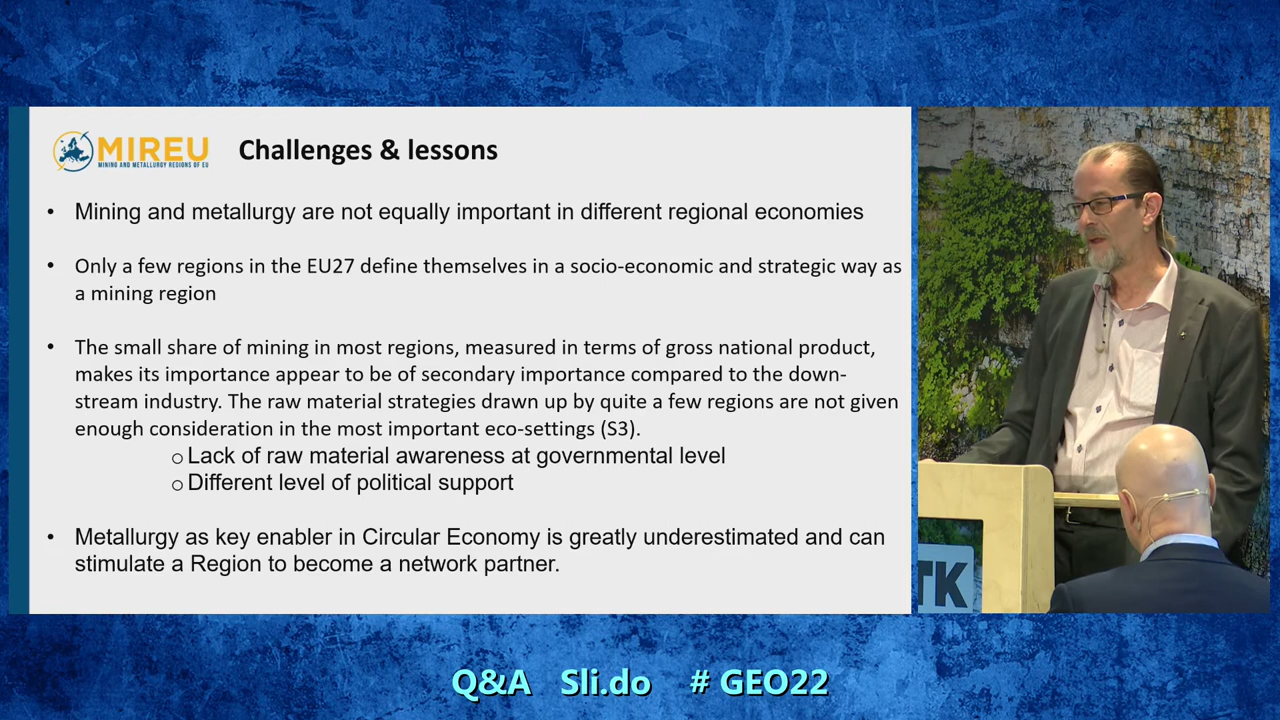 MIREU
MINING AND METALLURGY REGIONS OF EU
Challenges & lessons
• Mining and metallurgy are not equally important in different regional economies
• Only a few regions in the EU27 define themselves in a socio-economic and strategic way as
a mining region
• The small share of mining in most regions, measured in terms of gross national product,
makes its importance appear to be of secondary importance compared to the down-
stream industry. The raw material strategies drawn up by quite a few regions are not given
enough consideration in the most important eco-settings (S3).
o Lack of raw material awareness at governmental level
o Different level of political support
• Metallurgy as key enabler in Circular Economy is greatly underestimated and can
stimulate a Region to become a network partner.
TK
Q&A Sli.do # GEO22